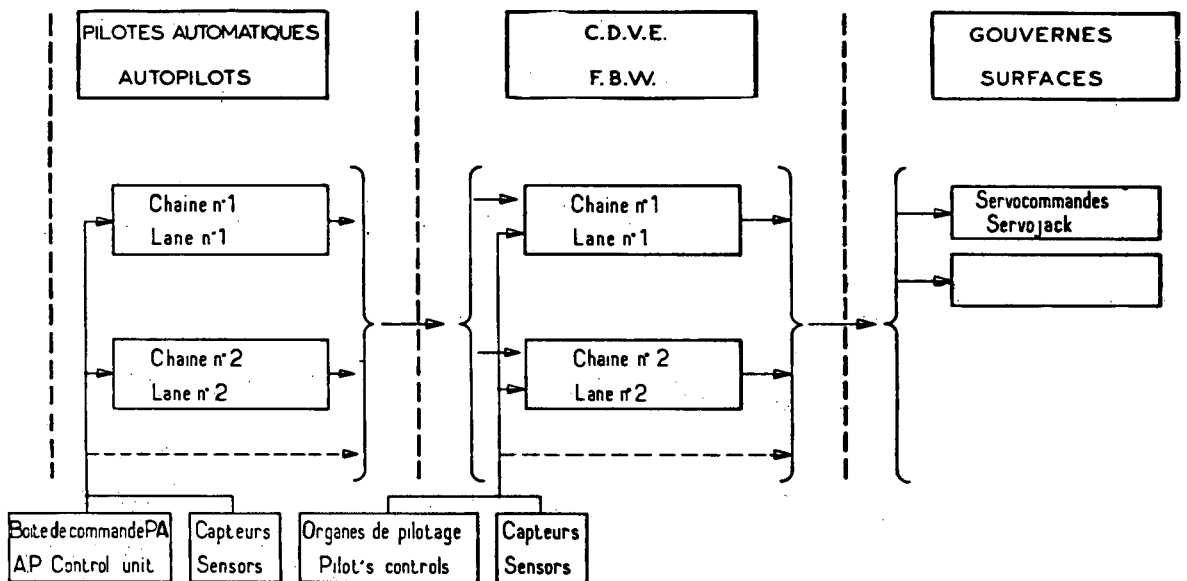 PILOTES AUTOMATIQUES
AUTOPILOTS
C.D.V.E.
F.B.W.
GOUVERNES
SURFACES
Chaine n°1
Lane n°1
Chaine n°1
Lane n°1
Servocommandes
Servojack
Chaine n°2
Lane n°2
Chaine n°2
Lane n°2
Boite de commande PA
A.P Control unit
Capteurs
Sensors
Organes de pilotage
Pilot's controls
Capteurs
Sensors